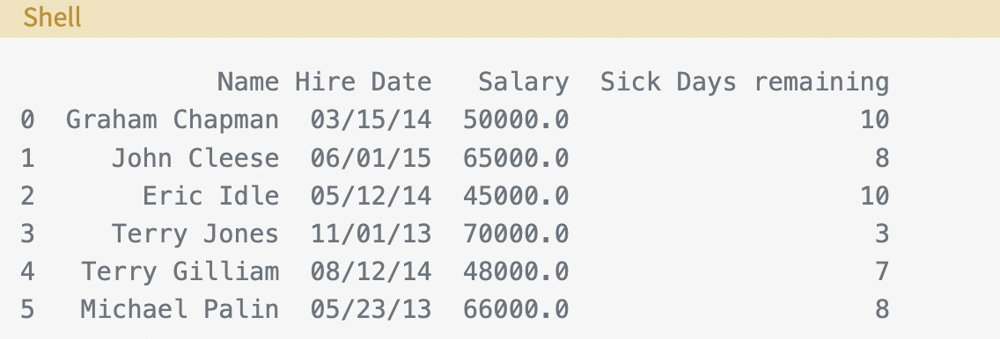 Shell
Name Hire Date Salary Sick Days remaining
0 Graham Chapman 03/15/14 50000.0 10
1 John Cleese 06/01/15 65000.0 8
2 Eric Idle 05/12/14 45000.0 10
3 Terry Jones 11/01/13 70000.0 3
4 Terry Gilliam 08/12/14 48000.0 7
5 Michael Palin 05/23/13 66000.0 8